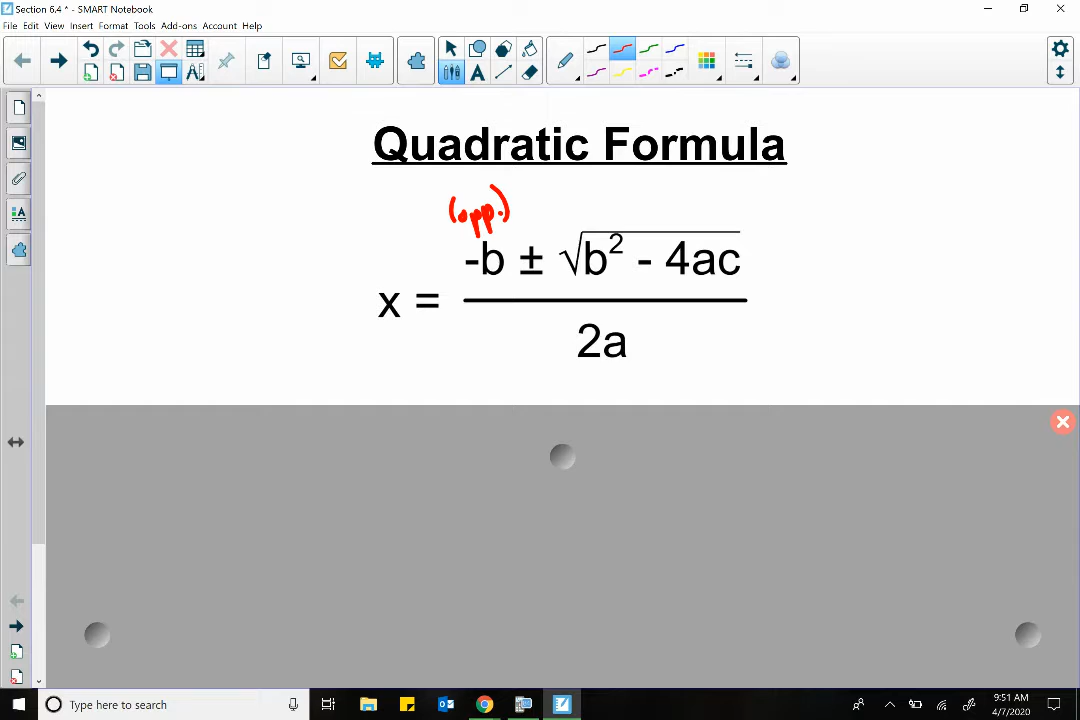 Section 6.4 * - SMART Notebook
File Edit View Insert Format Tools Add-ons Account Help
Quadratic Formula
(opp.)
-b ± √b² - 4ac
x =
2a
Type here to search
9:51 AM
4/7/2020